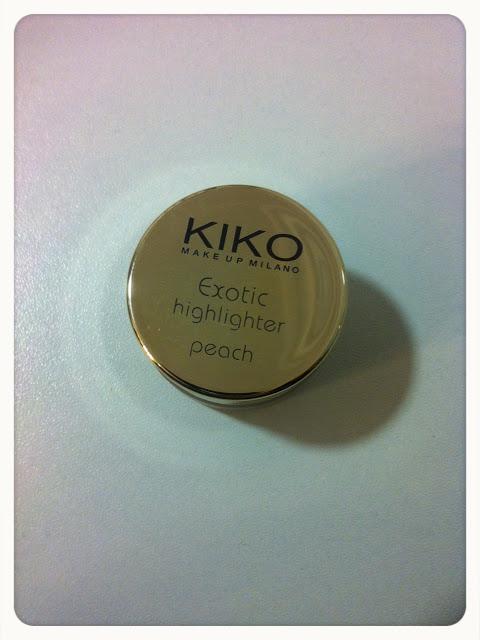 KIKO
MAKE UP MILANO
Exotic
highlighter
peach